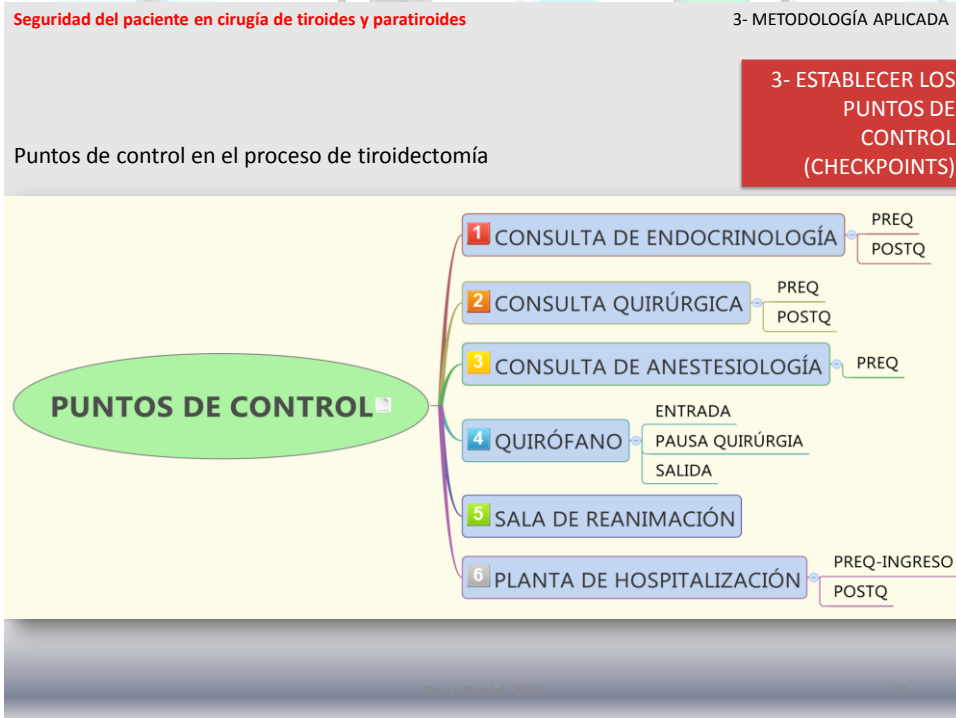 Seguridad del paciente en cirugía de tiroides y paratiroides
3- METODOLOGÍA APLICADA
3- ESTABLECER LOS
PUNTOS DE
CONTROL
(CHECKPOINTS)
Puntos de control en el proceso de tiroidectomía
PUNTOS DE CONTROL
1 CONSULTA DE ENDOCRINOLOGÍA
PREQ
POSTQ
2 CONSULTA QUIRÚRGICA
PREQ
POSTQ
3 CONSULTA DE ANESTESIOLOGÍA
PREQ
4 QUIRÓFANO
ENTRADA
PAUSA QUIRÚRGIA
SALIDA
5 SALA DE REANIMACIÓN
6 PLANTA DE HOSPITALIZACIÓN
PREQ-INGRESO
POSTQ
2015